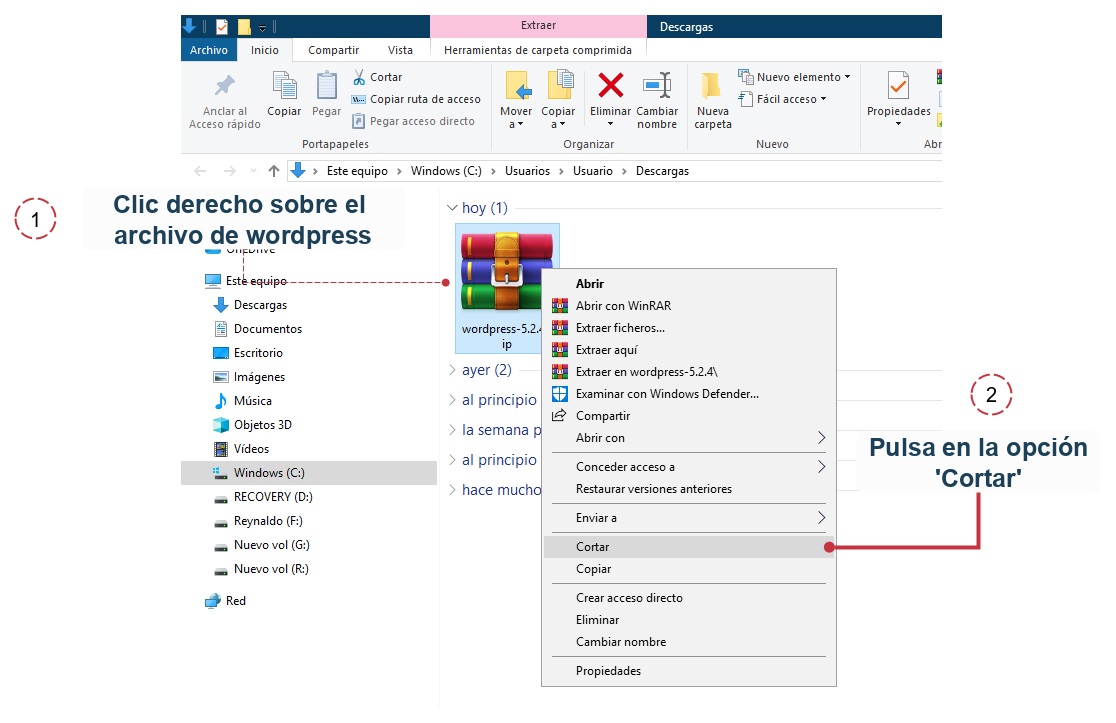 Extraer
Descargas
Archivo
Inicio
Compartir
Vista
Herramientas de carpeta comprimida
Anclar al
Acceso rápido
Copiar
Pegar
Cortar
Copiar ruta de acceso
Pegar acceso directo
Portapapeles
Mover
a
Copiar
a
Eliminar
Cambiar
nombre
Organizar
Nueva
carpeta
Nuevo elemento
Fácil acceso
Nuevo
Propiedades
Abr
Este equipo > Windows (C:) > Usuarios > Usuario > Descargas
1
Clic derecho sobre el
archivo de wordpress
OneDrive
Este equipo
Descargas
Documentos
Escritorio
Imágenes
Música
Objetos 3D
Vídeos
Windows (C:)
RECOVERY (D:)
Reynaldo (F:)
Nuevo vol (G:)
Nuevo vol (R:)
Red
hoy (1)
wordpress-5.2.4
ip
ayer (2)
al principio
la semana p
al principio
hace mucho
Abrir
Abrir con WinRAR
Extraer ficheros...
Extraer aquí
Extraer en wordpress-5.2.4\
Examinar con Windows Defender...
Compartir
Abrir con
Conceder acceso a
Restaurar versiones anteriores
Enviar a
Cortar
Copiar
Crear acceso directo
Eliminar
Cambiar nombre
Propiedades
2
Pulsa en la opción
'Cortar'